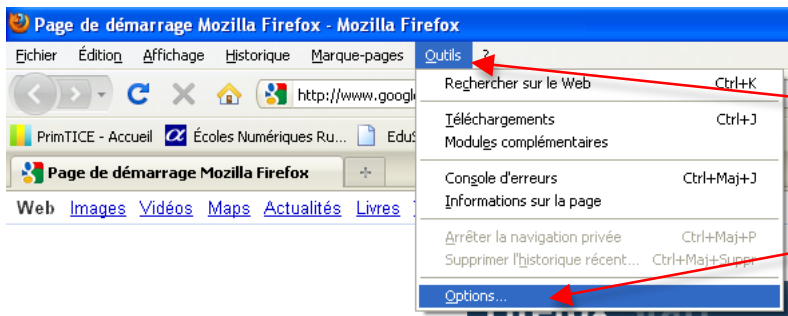 Page de démarrage Mozilla Firefox - Mozilla Firefox
Fichier Édition Affichage Historique Marque-pages Outils ?
http://www.googl
PrimTICE - Accueil Écoles Numériques Ru... EduS
Page de démarrage Mozilla Firefox
Web Images Vidéos Maps Actualités Livres
Rechercher sur le Web Ctrl+K
Téléchargements Ctrl+J
Modules complémentaires
Console d'erreurs Ctrl+Maj+J
Informations sur la page
Arrêter la navigation privée Ctrl+Maj+P
Supprimer l'historique récent... Ctrl+Maj+Suppr
Options...